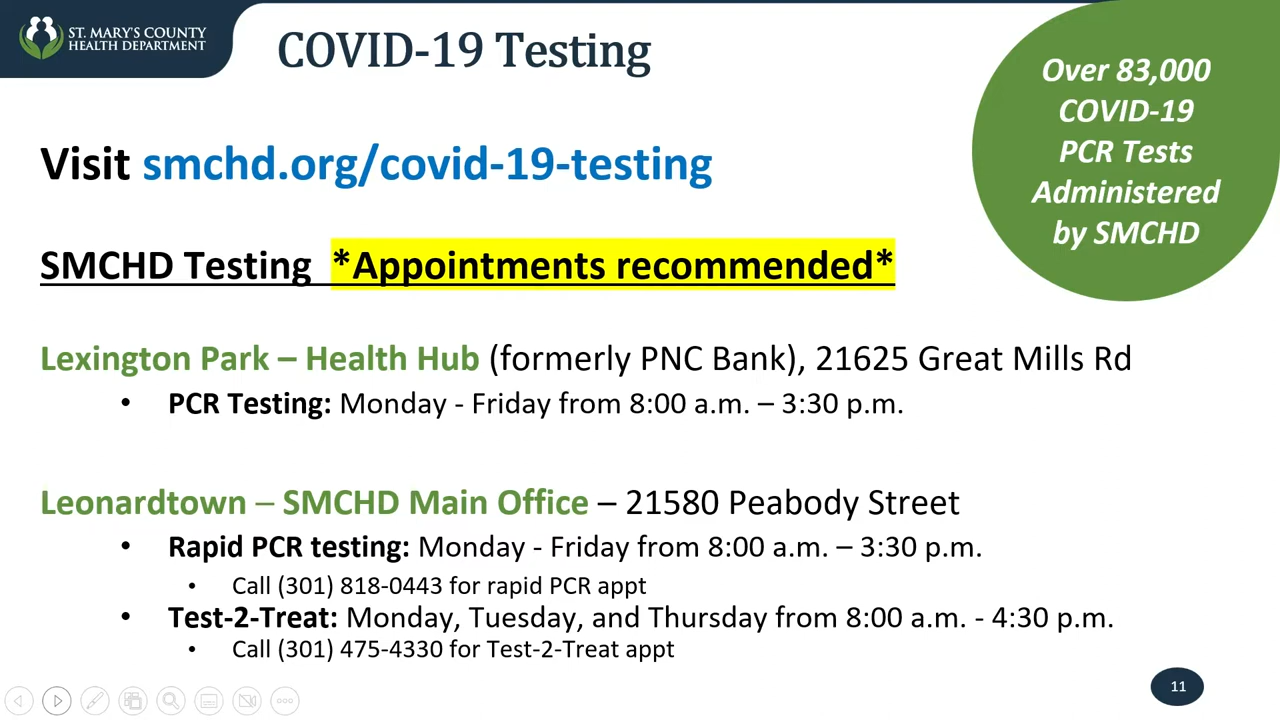 ST. MARY'S COUNTY
HEALTH DEPARTMENT
COVID-19 Testing
Over 83,000
COVID-19
PCR Tests
Administered
by SMCHD
Visit smchd.org/covid-19-testing
SMCHD Testing *Appointments recommended*
Lexington Park – Health Hub (formerly PNC Bank), 21625 Great Mills Rd
• PCR Testing: Monday - Friday from 8:00 a.m. – 3:30 p.m.
Leonardtown – SMCHD Main Office – 21580 Peabody Street
• Rapid PCR testing: Monday - Friday from 8:00 a.m. – 3:30 p.m.
• Call (301) 818-0443 for rapid PCR appt
• Test-2-Treat: Monday, Tuesday, and Thursday from 8:00 a.m. - 4:30 p.m.
• Call (301) 475-4330 for Test-2-Treat appt
11